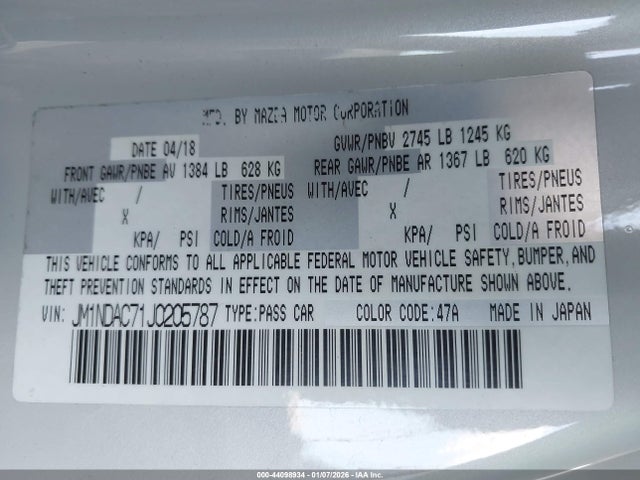 MFD. BY MAZDA MOTOR CORPORATION
DATE 04/18 GVWR/PNBV 2745 LB 1245 KG
FRONT GAWR/PNBE AV 1384 LB 628 KG REAR GAWR/PNBE AR 1367 LB 620 KG
WITH/AVEC / TIRES/PNEUS WITH/AVEC / TIRES/PNEUS
X RIMS/JANTES X RIMS/JANTES
KPA/ PSI COLD/A FROID KPA/ PSI COLD/A FROID
THIS VEHICLE CONFORMS TO ALL APPLICABLE FEDERAL MOTOR VEHICLE SAFETY, BUMPER, AND
THEFT PREVENTION STANDARDS IN EFFECT ON THE DATE OF MANUFACTURE SHOWN ABOVE.
VIN: JM1NDAC71J0205787 TYPE:PASS CAR COLOR CODE:47A MADE IN JAPAN
000-44098934 - 01/07/2026 - IAA Inc.